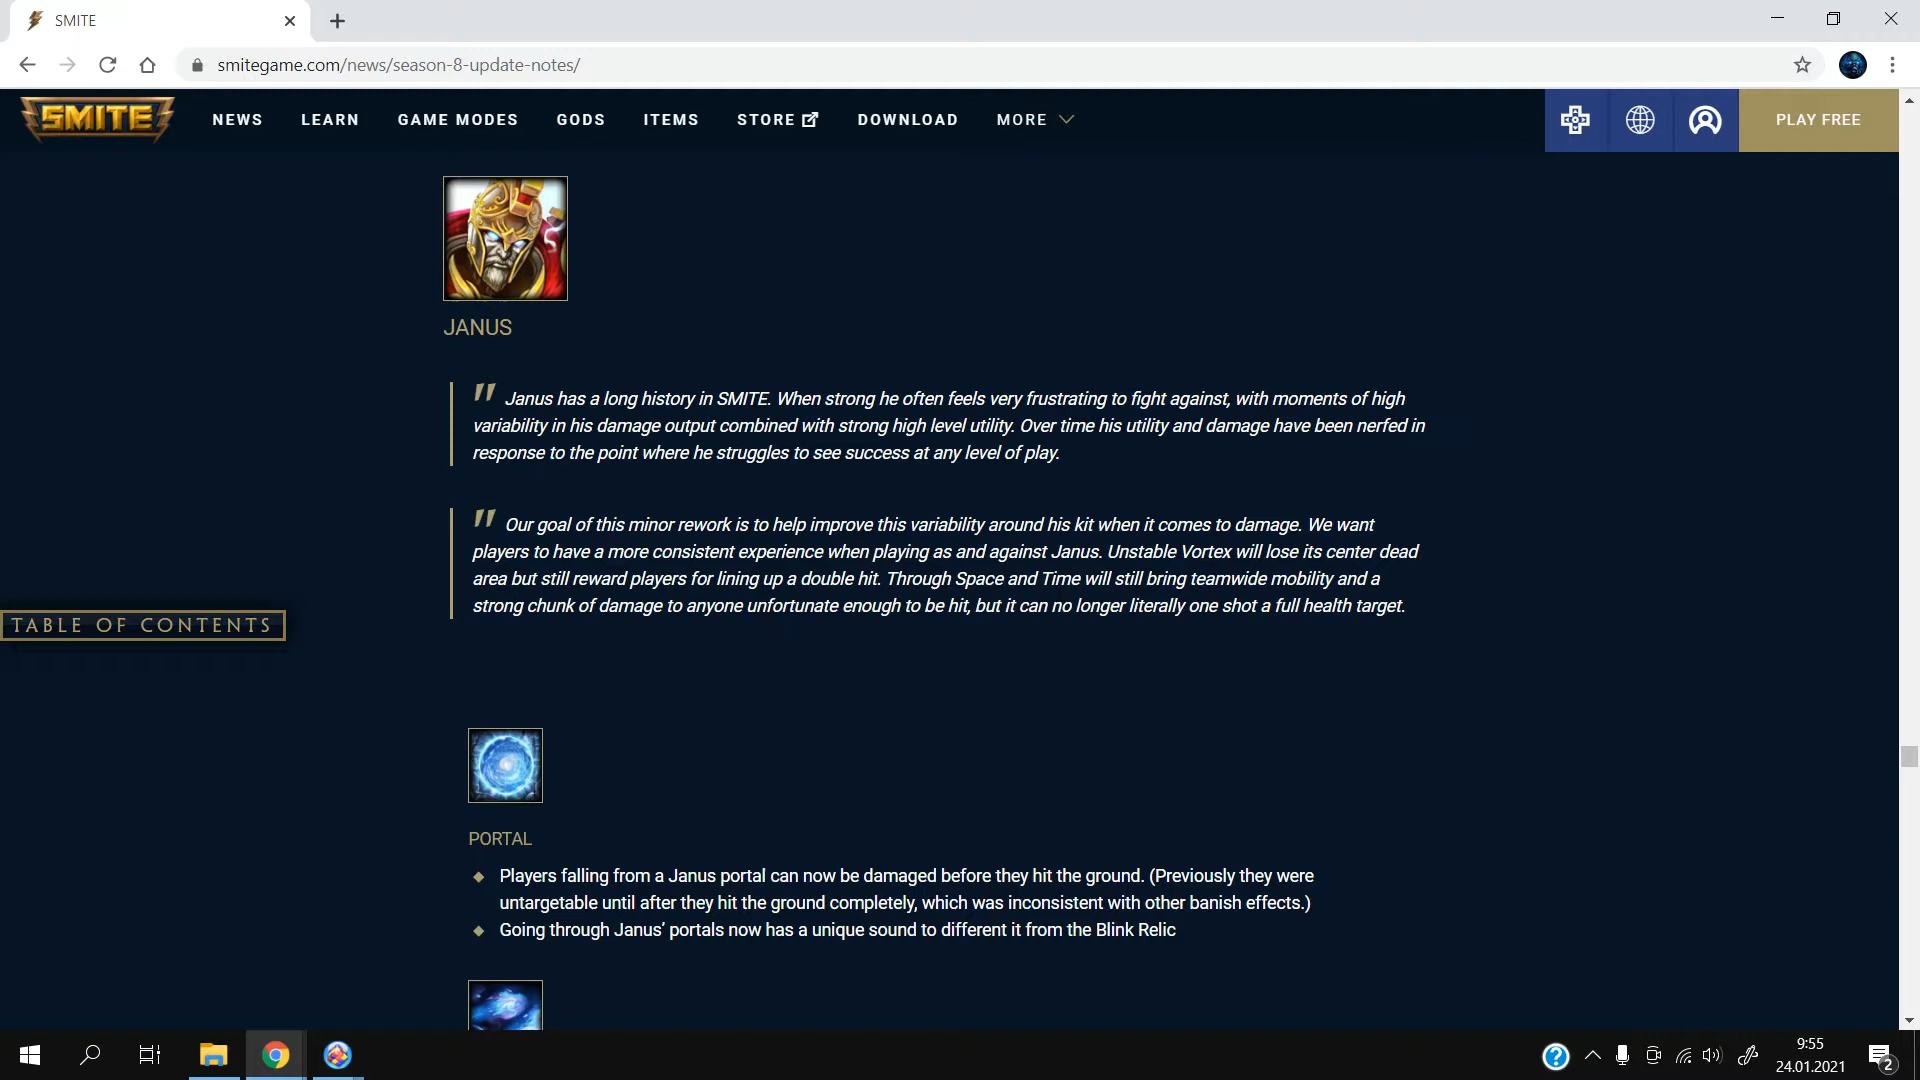 SMITE
smitegame.com/news/season-8-update-notes/
SMITE
NEWS LEARN GAME MODES GODS ITEMS STORE DOWNLOAD MORE PLAY FREE
JANUS
" Janus has a long history in SMITE. When strong he often feels very frustrating to fight against, with moments of high
variability in his damage output combined with strong high level utility. Over time his utility and damage have been nerfed in
response to the point where he struggles to see success at any level of play.
" Our goal of this minor rework is to help improve this variability around his kit when it comes to damage. We want
players to have a more consistent experience when playing as and against Janus. Unstable Vortex will lose its center dead
area but still reward players for lining up a double hit. Through Space and Time will still bring teamwide mobility and a
strong chunk of damage to anyone unfortunate enough to be hit, but it can no longer literally one shot a full health target.
TABLE OF CONTENTS
PORTAL
Players falling from a Janus portal can now be damaged before they hit the ground. (Previously they were
untargetable until after they hit the ground completely, which was inconsistent with other banish effects.)
Going through Janus’ portals now has a unique sound to different it from the Blink Relic
9:55
24.01.2021
2